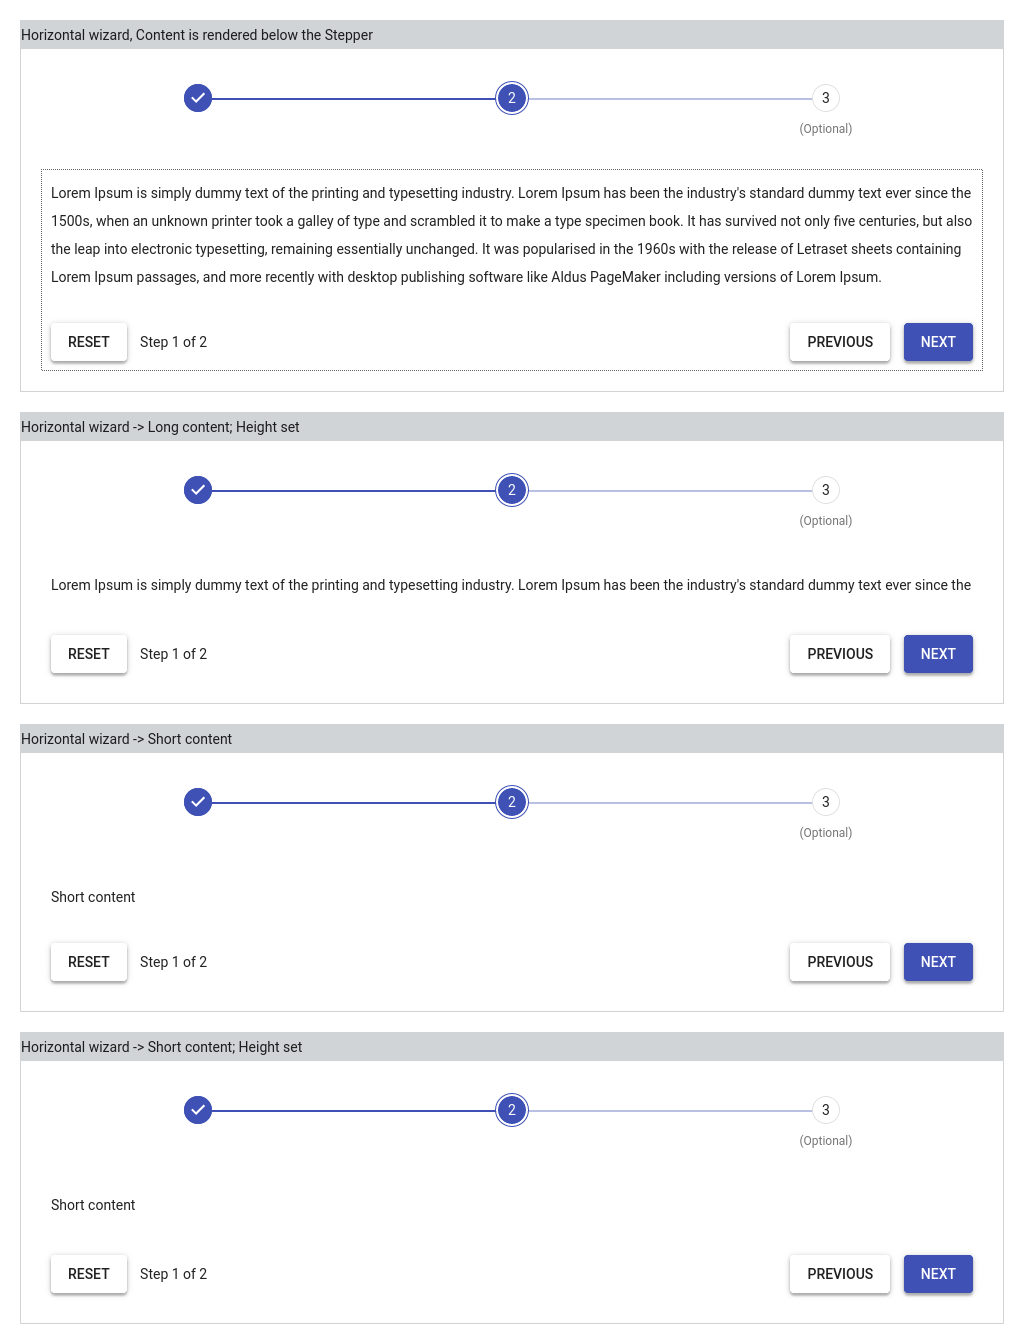 Horizontal wizard, Content is rendered below the Stepper
2
3
(Optional)
Lorem Ipsum is simply dummy text of the printing and typesetting industry. Lorem Ipsum has been the industry's standard dummy text ever since the
1500s, when an unknown printer took a galley of type and scrambled it to make a type specimen book. It has survived not only five centuries, but also
the leap into electronic typesetting, remaining essentially unchanged. It was popularised in the 1960s with the release of Letraset sheets containing
Lorem Ipsum passages, and more recently with desktop publishing software like Aldus PageMaker including versions of Lorem Ipsum.
RESET Step 1 of 2 PREVIOUS NEXT
Horizontal wizard -> Long content; Height set
2
3
(Optional)
Lorem Ipsum is simply dummy text of the printing and typesetting industry. Lorem Ipsum has been the industry's standard dummy text ever since the
RESET Step 1 of 2 PREVIOUS NEXT
Horizontal wizard -> Short content
2
3
(Optional)
Short content
RESET Step 1 of 2 PREVIOUS NEXT
Horizontal wizard -> Short content; Height set
2
3
(Optional)
Short content
RESET Step 1 of 2 PREVIOUS NEXT